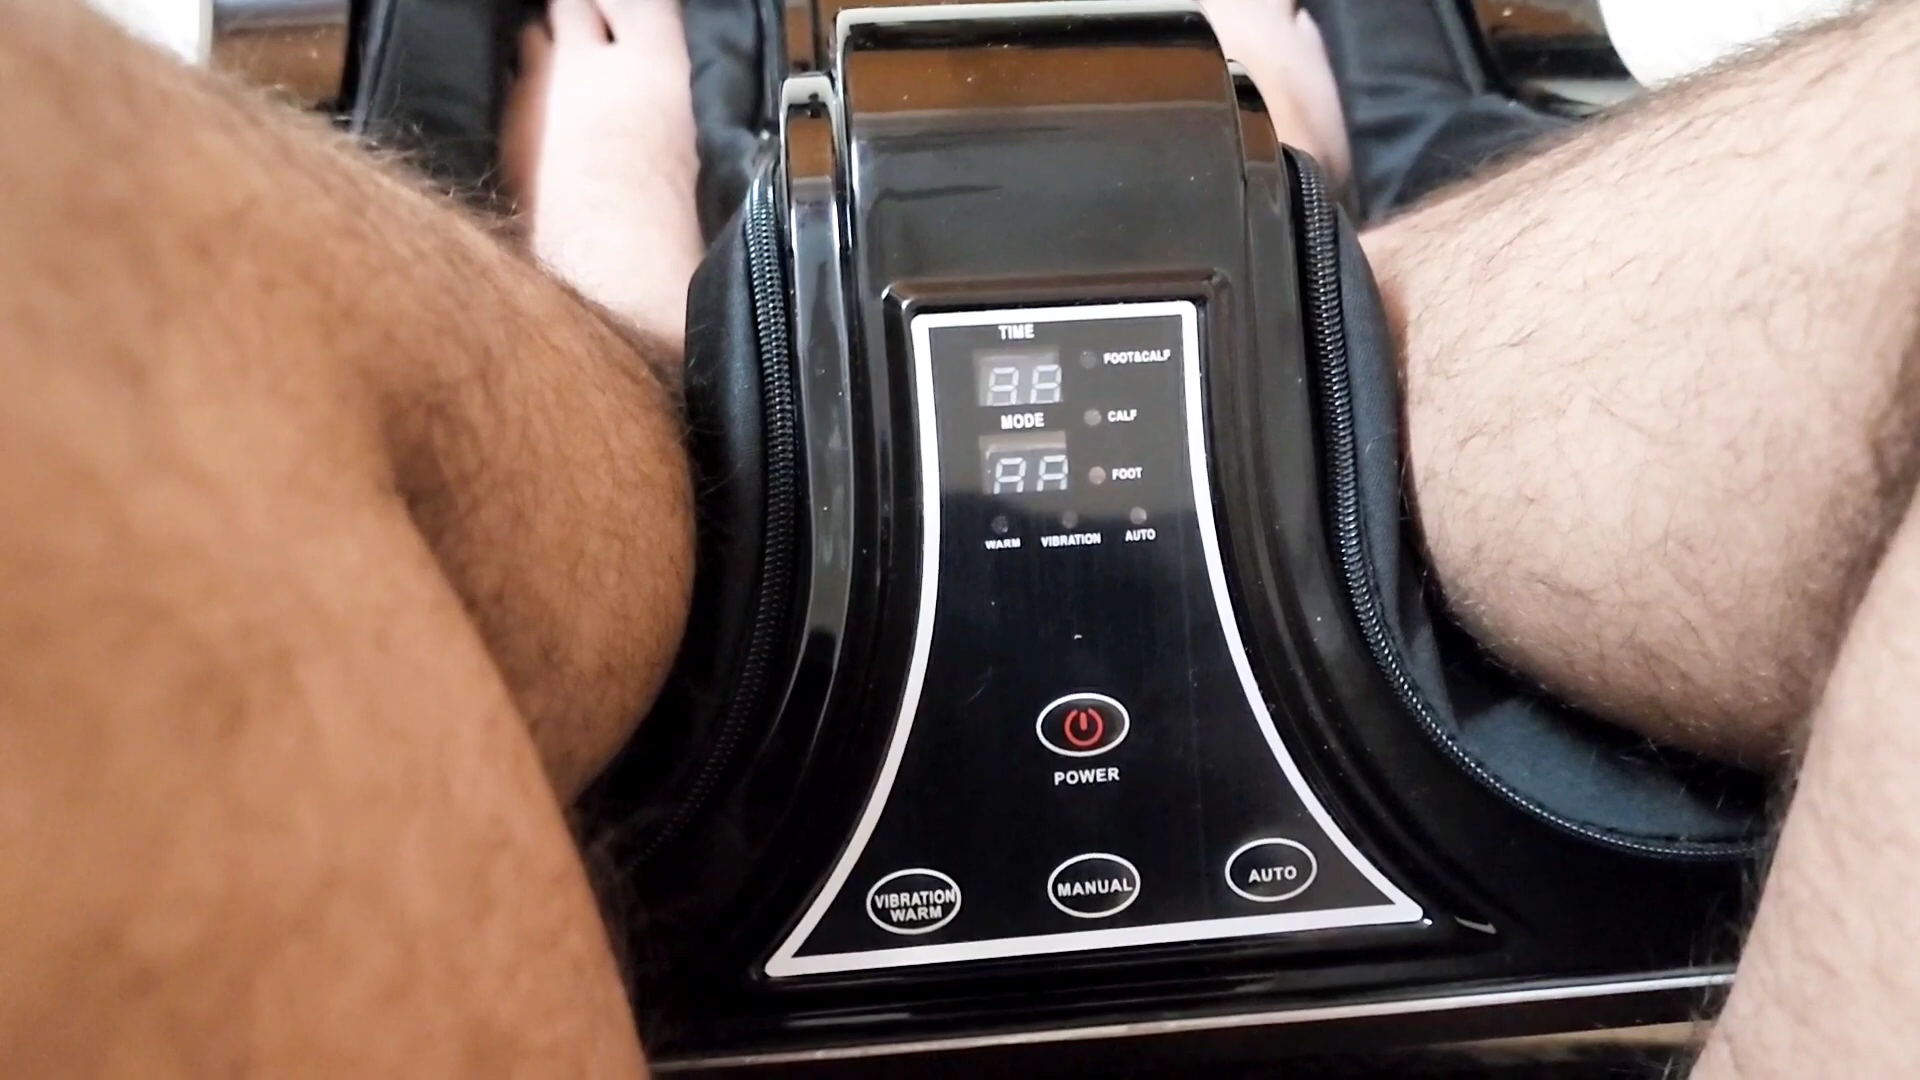 TIME
FOOT&CALF
MODE
CALF
FOOT
WARM VIBRATION AUTO
POWER
VIBRATION
WARM
MANUAL
AUTO